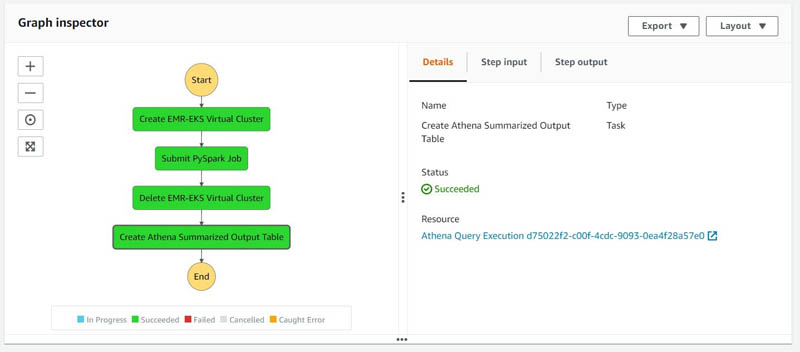 Graph inspector
Export
Layout
Start
Create EMR-EKS Virtual Cluster
Submit PySpark Job
Delete EMR-EKS Virtual Cluster
Create Athena Summarized Output Table
End
In Progress
Succeeded
Failed
Cancelled
Caught Error
Details
Step input
Step output
Name
Type
Create Athena Summarized Output
Table
Task
Status
Succeeded
Resource
Athena Query Execution d75022f2-c00f-4cdc-9093-0ea4f28a57e0